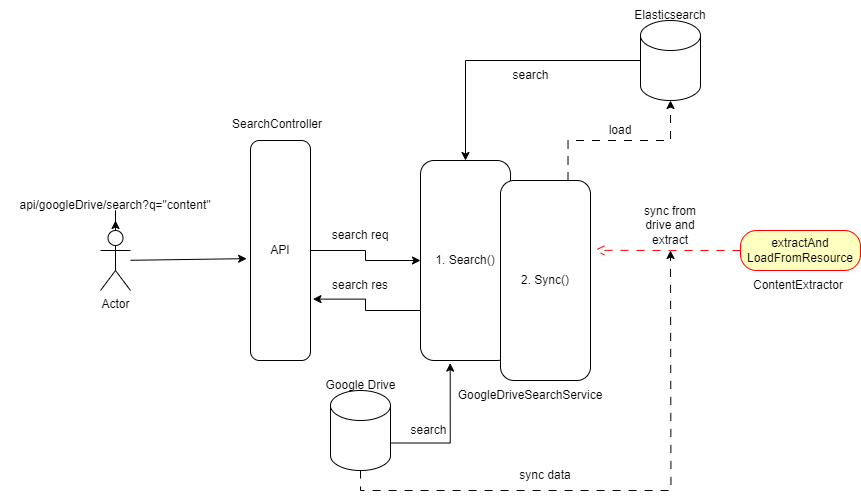 Elasticsearch
search
SearchController
load
api/googleDrive/search?q="content"
sync from
drive and
extract
search req
extractAnd
LoadFromResource
API
1. Search()
2. Sync()
search res
ContentExtractor
Actor
Google Drive
GoogleDriveSearchService
search
sync data